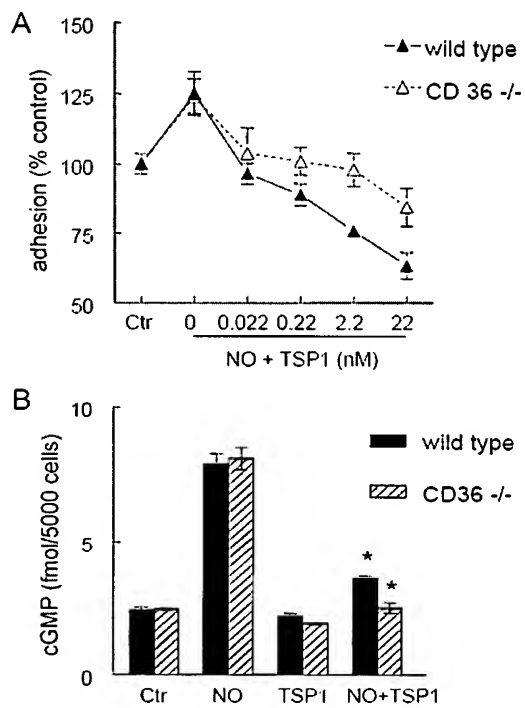 A
150
125
100
75
50
adhesion (% control)
wild type
CD 36 -/-
Ctr 0 0.022 0.22 2.2 22
NO + TSP1 (nM)
B
10
5
0
cGMP (fmol/5000 cells)
wild type
CD36 -/-
* *
Ctr NO TSP1 NO+TSP1